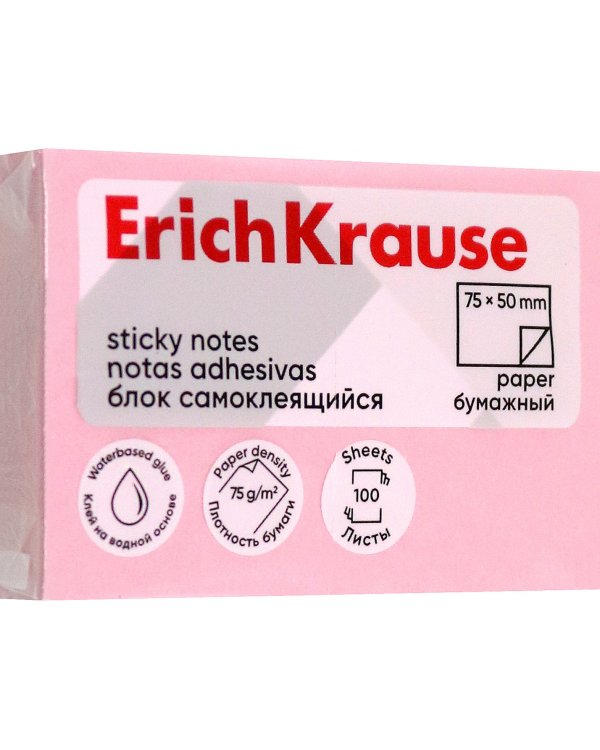 ErichKrause
75 × 50 mm
sticky notes
notas adhesivas
блок самоклеящийся
paper
бумажный
Waterbased glue
Клей на водной основе
Paper density
75 g/m²
Плотность бумаги
Sheets
100
Листы